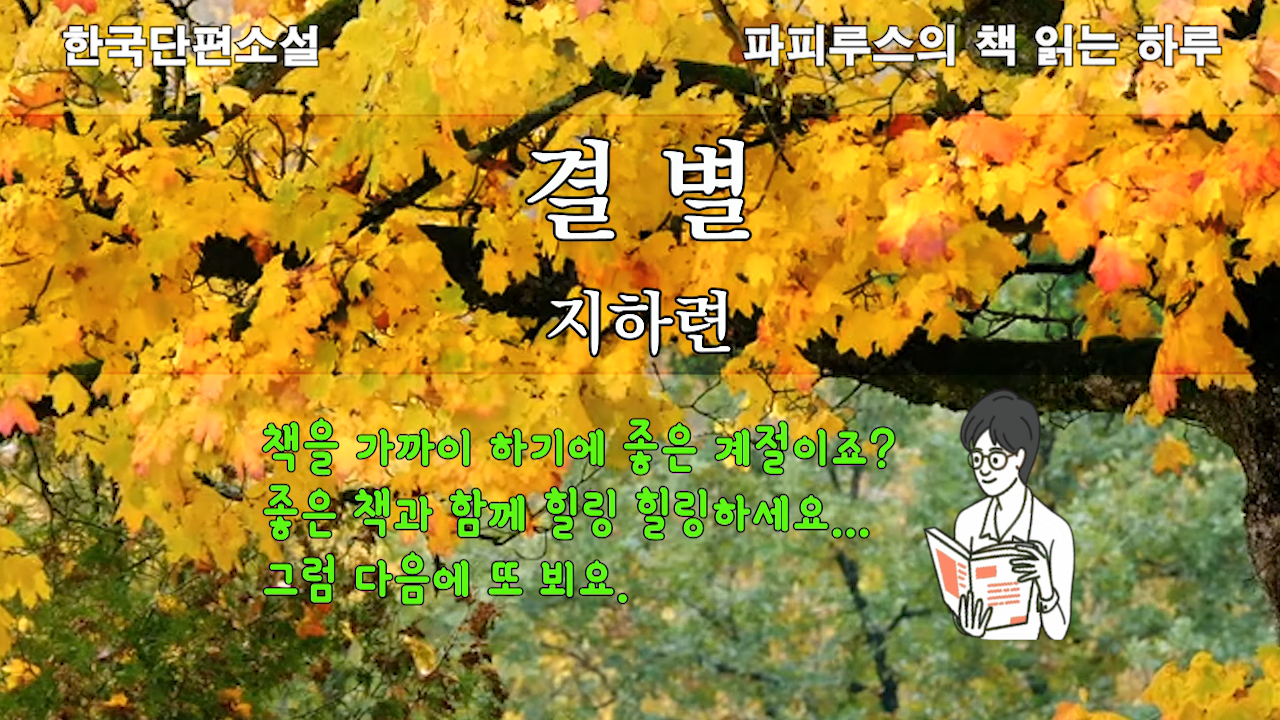 한국단편소설
파피루스의 책 읽는 하루
결 별
지하련
책을 가까이 하기에 좋은 계절이죠?
좋은 책과 함께 힐링 힐링하세요...
그럼 다음에 또 뵈요.